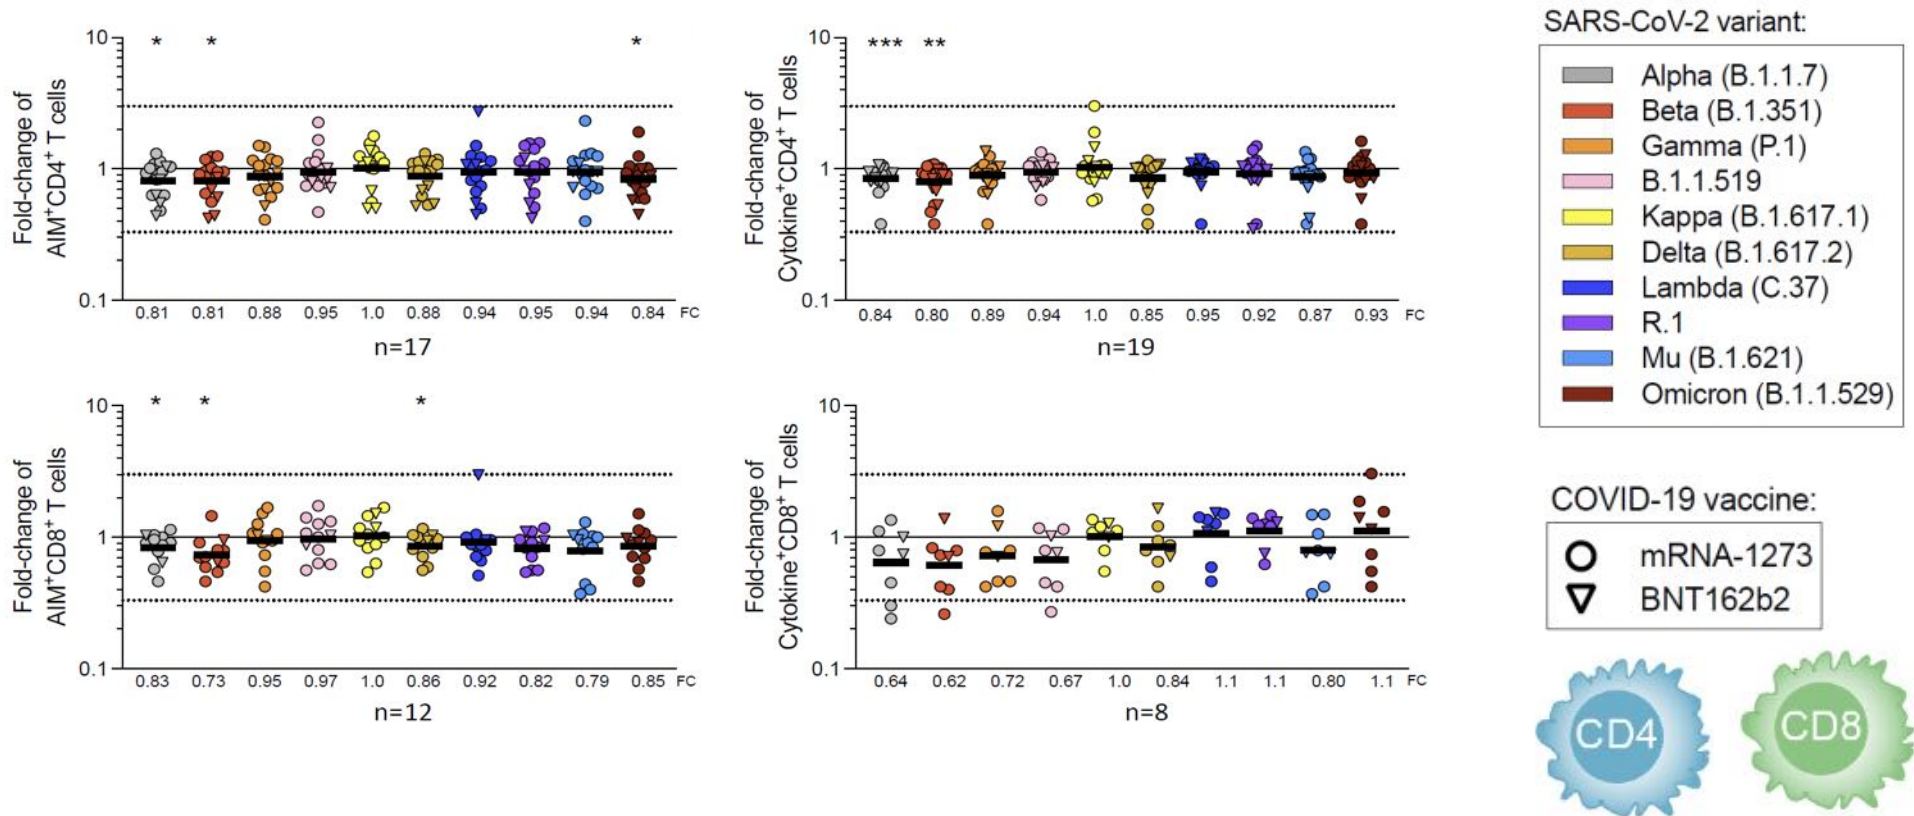 10
1
0.1
Fold-change of
AIM⁺CD4⁺ T cells
* * *
0.81 0.81 0.88 0.95 1.0 0.88 0.94 0.95 0.94 0.84 FC
n=17
10
1
0.1
Fold-change of
Cytokine⁺CD4⁺ T cells
*** **
0.84 0.80 0.89 0.94 1.0 0.85 0.95 0.92 0.87 0.93 FC
n=19
10
1
0.1
Fold-change of
AIM⁺CD8⁺ T cells
* * *
0.83 0.73 0.95 0.97 1.0 0.86 0.92 0.82 0.79 0.85 FC
n=12
10
1
0.1
Fold-change of
Cytokine⁺CD8⁺ T cells
0.64 0.62 0.72 0.67 1.0 0.84 1.1 1.1 0.80 1.1 FC
n=8
SARS-CoV-2 variant:
Alpha (B.1.1.7)
Beta (B.1.351)
Gamma (P.1)
B.1.1.519
Kappa (B.1.617.1)
Delta (B.1.617.2)
Lambda (C.37)
R.1
Mu (B.1.621)
Omicron (B.1.1.529)
COVID-19 vaccine:
mRNA-1273
BNT162b2
CD4
CD8